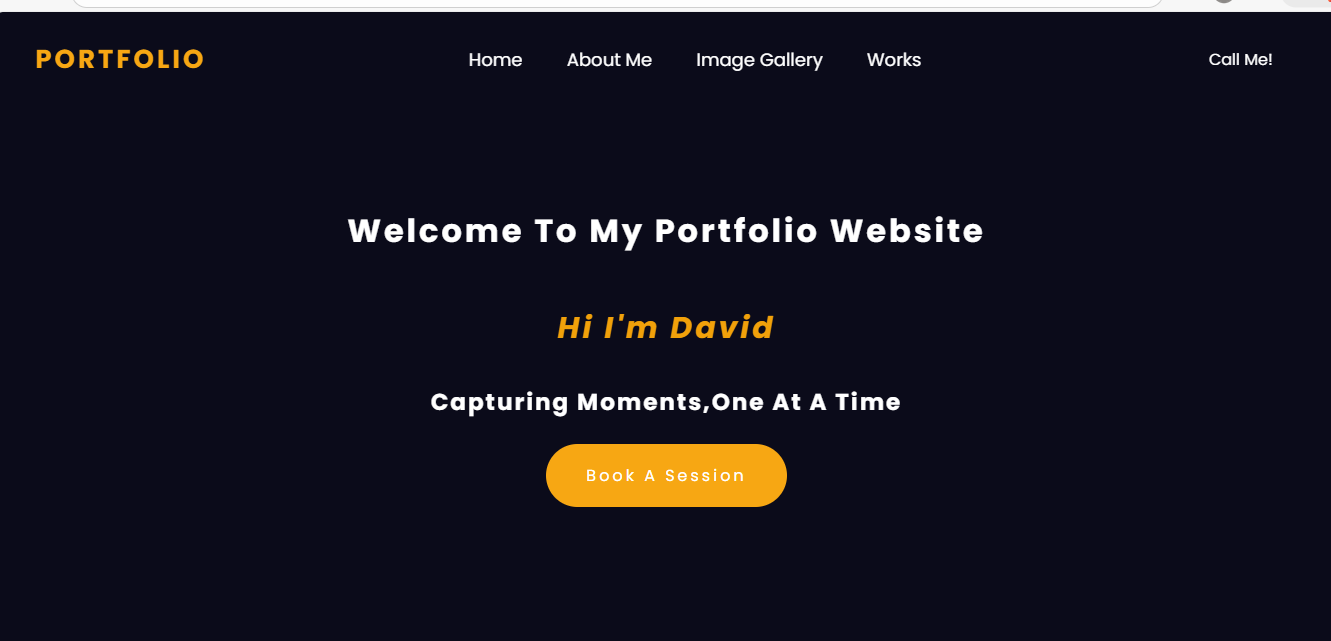 PORTFOLIO Home About Me Image Gallery Works Call Me!
Welcome To My Portfolio Website
Hi I'm David
Capturing Moments,One At A Time
Book A Session